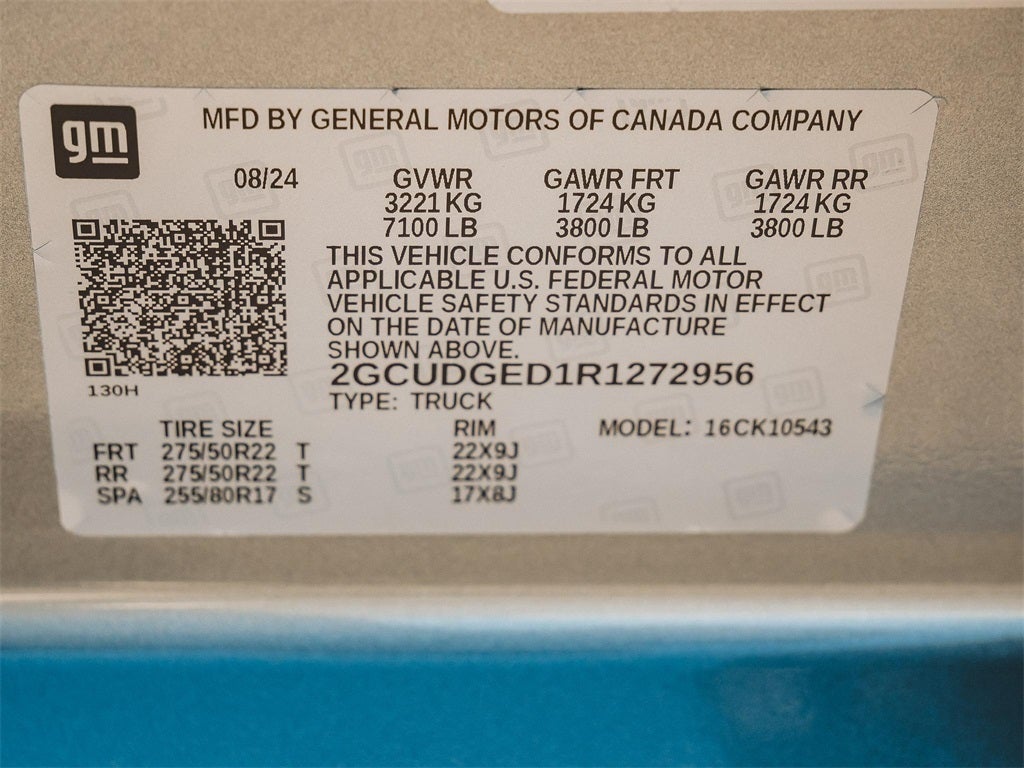 gm
MFD BY GENERAL MOTORS OF CANADA COMPANY
08/24 GVWR GAWR FRT GAWR RR
3221 KG 1724 KG 1724 KG
7100 LB 3800 LB 3800 LB
THIS VEHICLE CONFORMS TO ALL
APPLICABLE U.S. FEDERAL MOTOR
VEHICLE SAFETY STANDARDS IN EFFECT
ON THE DATE OF MANUFACTURE
SHOWN ABOVE.
2GCUDGED1R1272956
130H
TYPE: TRUCK
TIRE SIZE RIM MODEL: 16CK10543
FRT 275/50R22 T 22X9J
RR 275/50R22 T 22X9J
SPA 255/80R17 S 17X8J